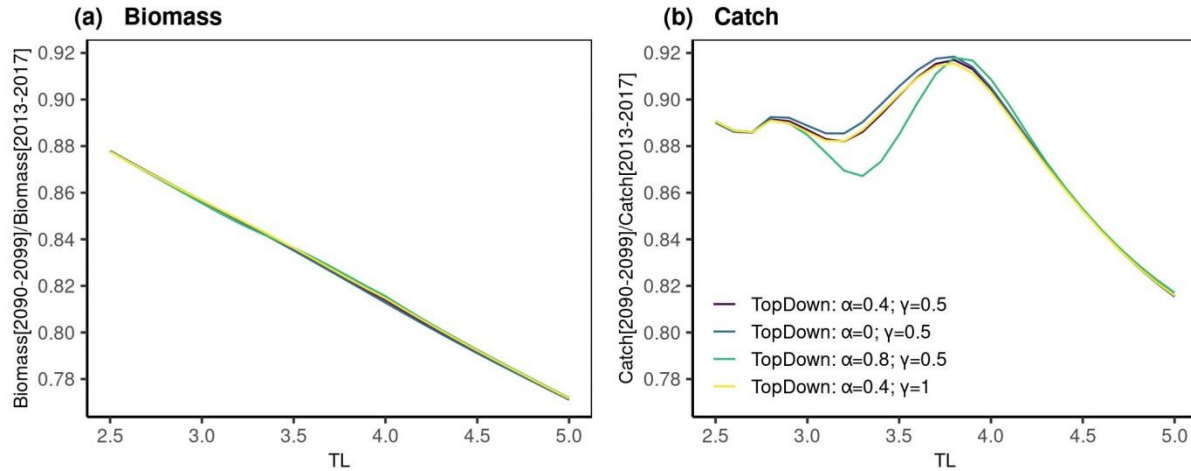 (a) Biomass
Biomass[2090-2099]/Biomass[2013-2017]
0.92
0.90
0.88
0.86
0.84
0.82
0.80
0.78
2.5 3.0 3.5 4.0 4.5 5.0
TL
(b) Catch
Catch[2090-2099]/Catch[2013-2017]
0.92
0.90
0.88
0.86
0.84
0.82
0.80
0.78
TopDown: α=0.4; γ=0.5
TopDown: α=0; γ=0.5
TopDown: α=0.8; γ=0.5
TopDown: α=0.4; γ=1
2.5 3.0 3.5 4.0 4.5 5.0
TL